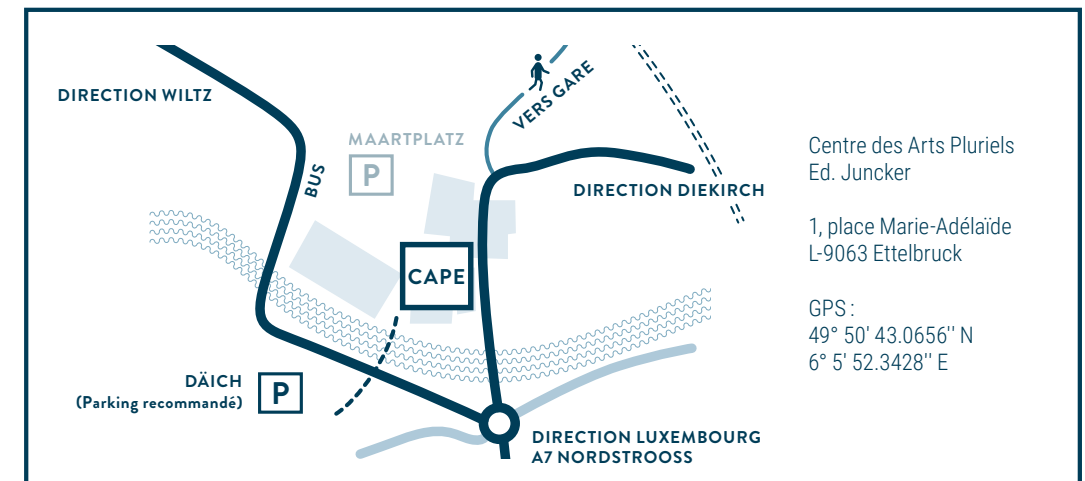 DIRECTION WILTZ
BUS
MAARTPLATZ
P
VERS GARE
DIRECTION DIEKIRCH
CAPE
DÄICH
(Parking recommandé)
P
DIRECTION LUXEMBOURG
A7 NORDSTROOSS
Centre des Arts Pluriels
Ed. Juncker
1, place Marie-Adélaïde
L-9063 Ettelbruck
GPS :
49° 50' 43.0656'' N
6° 5' 52.3428'' E